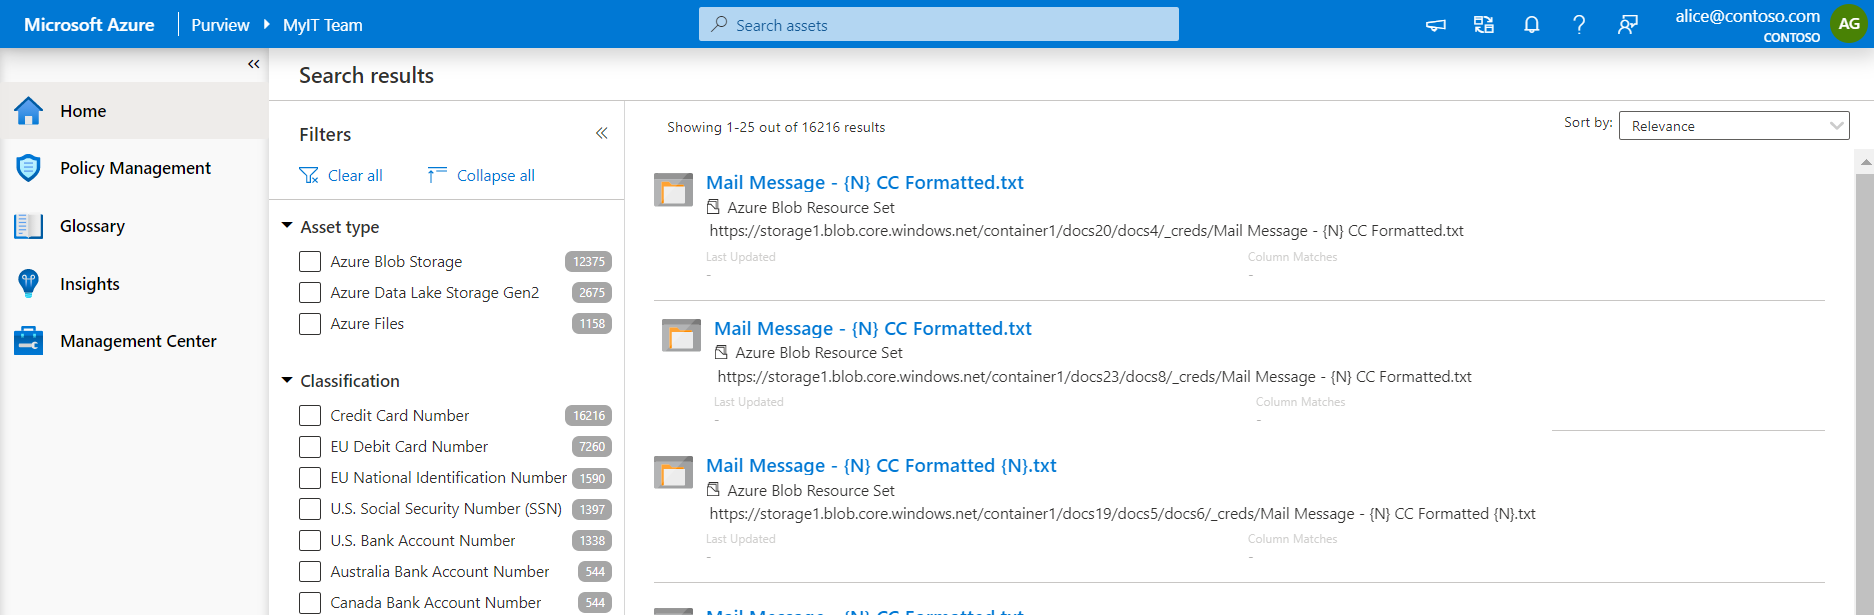 Microsoft Azure
Purview
MyIT Team
Search assets
alice@contoso.com
CONTOSO
AG
Home
Policy Management
Glossary
Insights
Management Center
Search results
Filters
Clear all
Collapse all
Asset type
Azure Blob Storage 12375
Azure Data Lake Storage Gen2 2675
Azure Files 1158
Classification
Credit Card Number 16216
EU Debit Card Number 7260
EU National Identification Number 1590
U.S. Social Security Number (SSN) 1397
U.S. Bank Account Number 1338
Australia Bank Account Number 544
Canada Bank Account Number 544
Showing 1-25 out of 16216 results
Sort by: Relevance
Mail Message - {N} CC Formatted.txt
Azure Blob Resource Set
https://storage1.blob.core.windows.net/container1/docs20/docs4/_creds/Mail Message - {N} CC Formatted.txt
Last Updated Column Matches
- -
Mail Message - {N} CC Formatted.txt
Azure Blob Resource Set
https://storage1.blob.core.windows.net/container1/docs23/docs8/_creds/Mail Message - {N} CC Formatted.txt
Last Updated Column Matches
- -
Mail Message - {N} CC Formatted {N}.txt
Azure Blob Resource Set
https://storage1.blob.core.windows.net/container1/docs19/docs5/docs6/_creds/Mail Message - {N} CC Formatted {N}.txt
Last Updated Column Matches
- -
Mail Message - {N} CC Formatted.txt